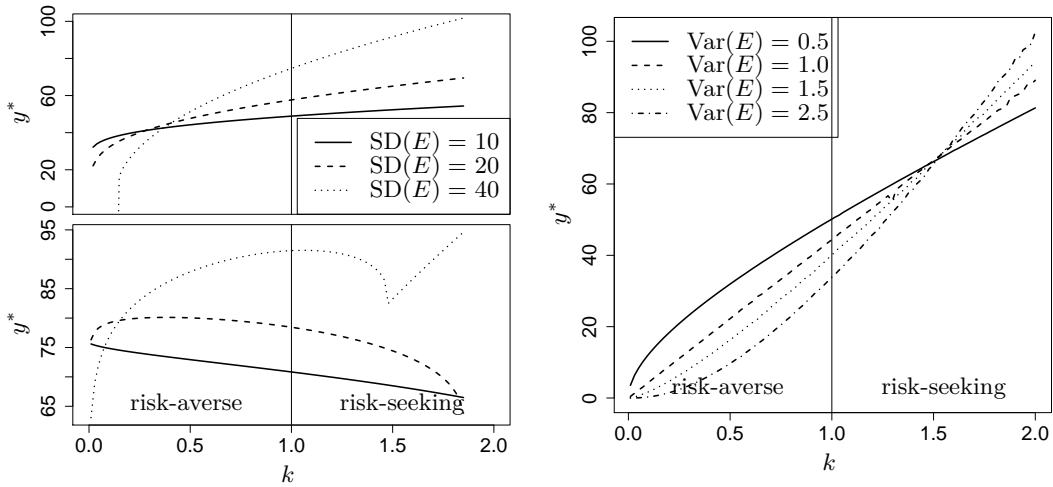 y*
0
20
60
100
SD(E) = 10
SD(E) = 20
SD(E) = 40
y*
65
75
85
95
risk-averse
risk-seeking
0.0 0.5 1.0 1.5 2.0
k
y*
0
20
40
60
80
100
Var(E) = 0.5
Var(E) = 1.0
Var(E) = 1.5
Var(E) = 2.5
risk-averse
risk-seeking
0.0 0.5 1.0 1.5 2.0
k